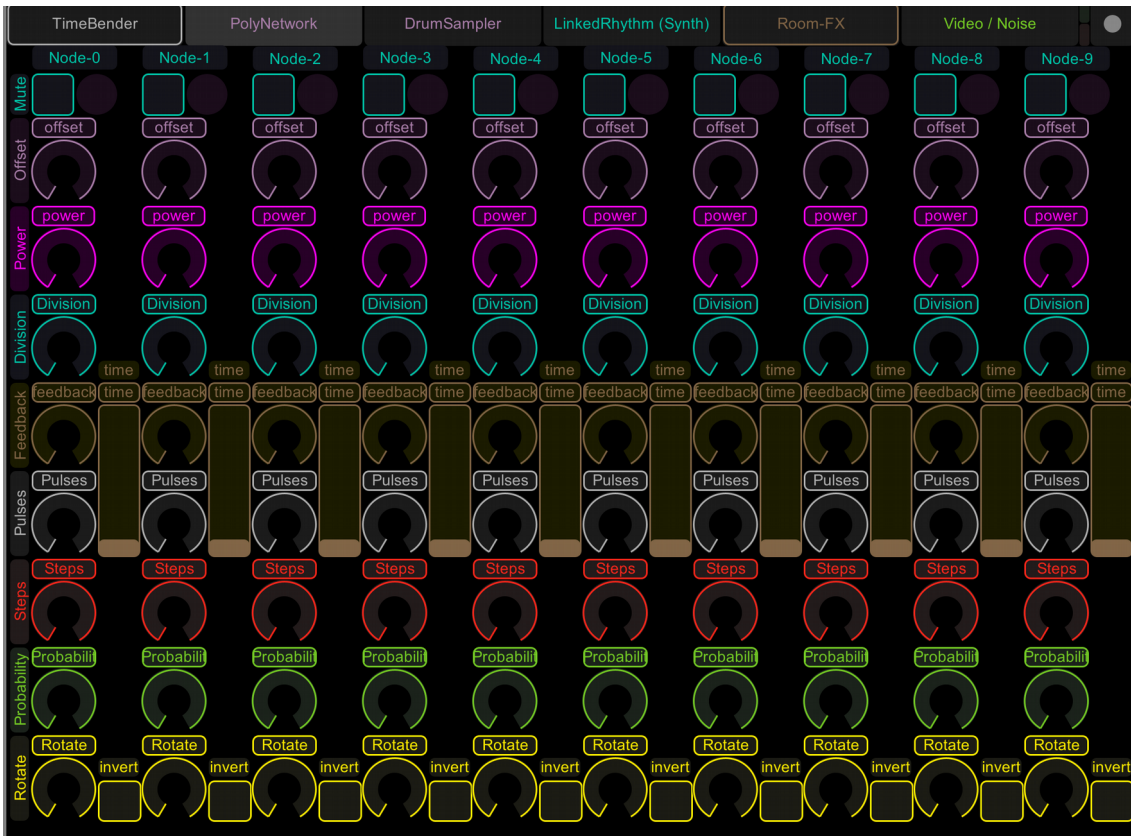 TimeBender PolyNetwork DrumSampler LinkedRhythm (Synth) Room-FX Video / Noise
Node-0 Node-1 Node-2 Node-3 Node-4 Node-5 Node-6 Node-7 Node-8 Node-9
Mute
offset offset offset offset offset offset offset offset offset offset
Offset
power power power power power power power power power power
Power
Division Division Division Division Division Division Division Division Division Division
Division
time time time time time time time time time time
feedback time feedback time feedback time feedback time feedback time feedback time feedback time feedback time feedback time feedback time
Feedback
Pulses Pulses Pulses Pulses Pulses Pulses Pulses Pulses Pulses Pulses
Pulses
Steps Steps Steps Steps Steps Steps Steps Steps Steps Steps
Steps
Probabilit Probabilit Probabilit Probabilit Probabilit Probabilit Probabilit Probabilit Probabilit Probabilit
Probability
Rotate Rotate Rotate Rotate Rotate Rotate Rotate Rotate Rotate Rotate
Rotate
invert invert invert invert invert invert invert invert invert invert